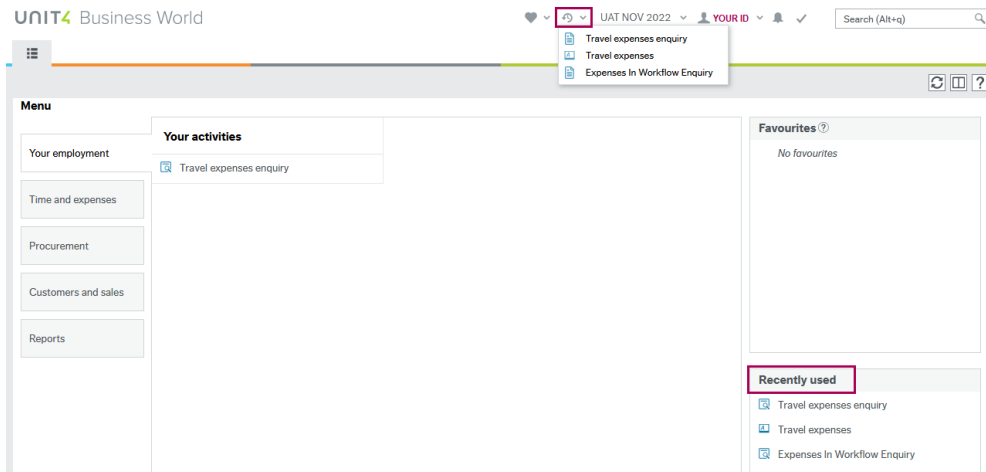 UNIT4 Business World
UAT NOV 2022
YOUR ID
Search (Alt+q)
Travel expenses enquiry
Travel expenses
Expenses In Workflow Enquiry
?
Menu
Your employment
Time and expenses
Procurement
Customers and sales
Reports
Your activities
Travel expenses enquiry
Favourites ?
No favourites
Recently used
Travel expenses enquiry
Travel expenses
Expenses In Workflow Enquiry